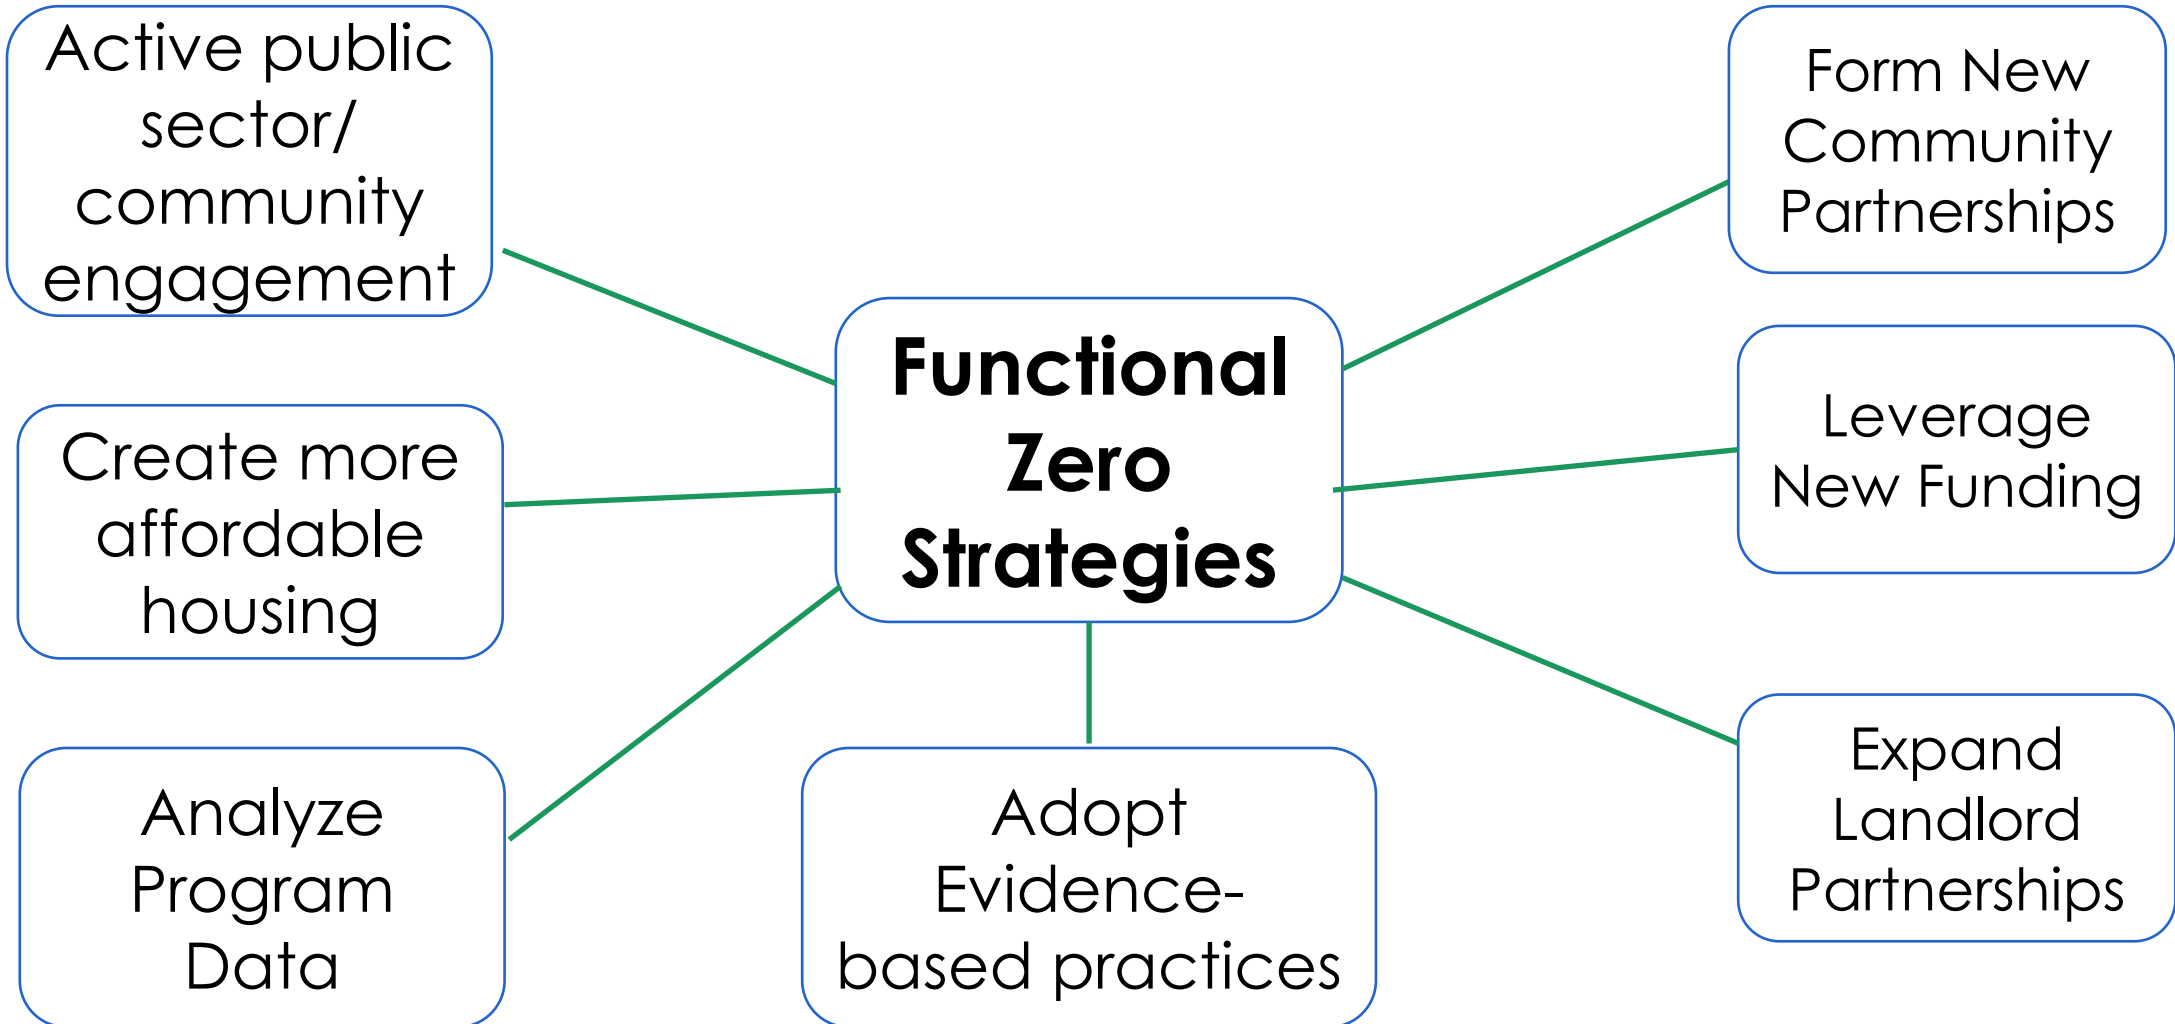 Active public
sector/
community
engagement
Form New
Community
Partnerships
Functional
Zero
Strategies
Leverage
New Funding
Create more
affordable
housing
Expand
Landlord
Partnerships
Analyze
Program
Data
Adopt
Evidence-
based practices